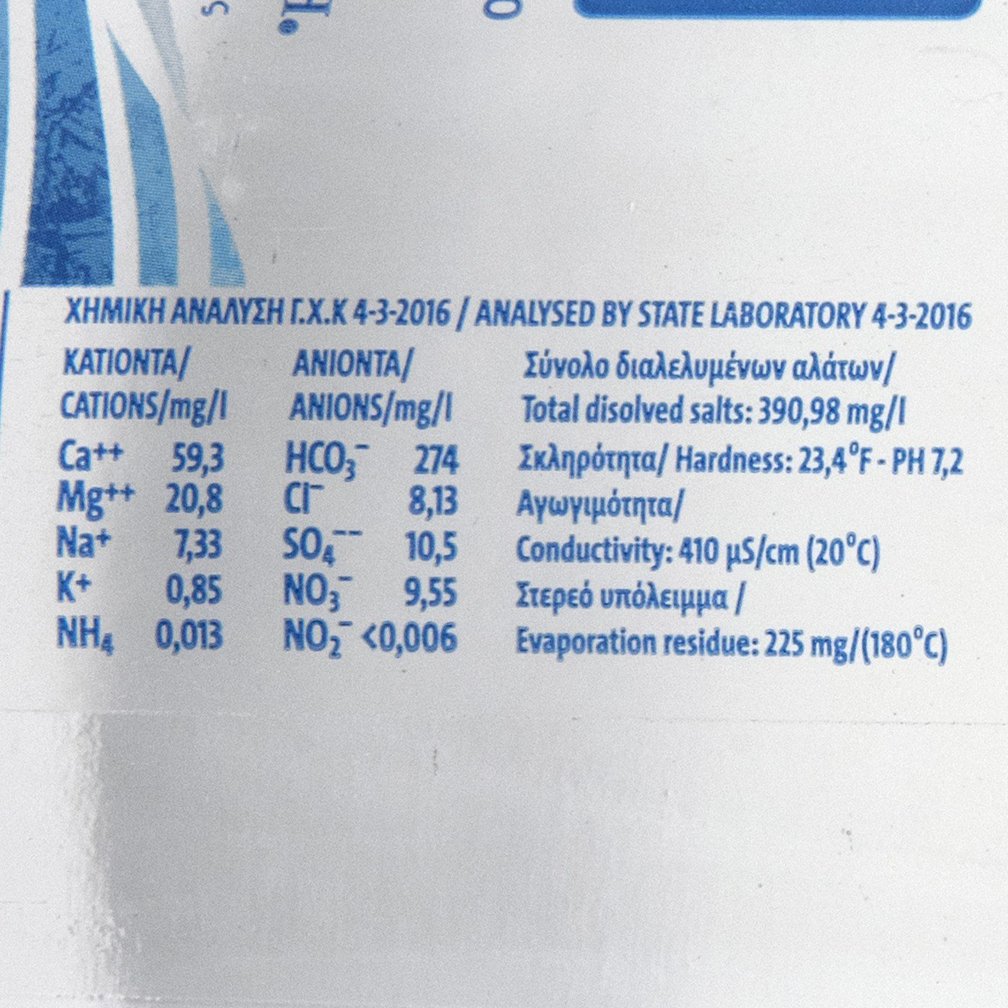 ΧΗΜΙΚΗ ΑΝΑΛΥΣΗ Γ.Χ.Κ 4-3-2016 / ANALYSED BY STATE LABORATORY 4-3-2016
ΚΑΤΙΟΝΤΑ/ ΑΝΙΟΝΤΑ/ Σύνολο διαλελυμένων αλάτων/
CATIONS/mg/l ANIONS/mg/l Total disolved salts: 390,98 mg/l
Ca++ 59,3 HCO₃⁻ 274 Σκληρότητα/ Hardness: 23,4°F - PH 7,2
Mg++ 20,8 Cl⁻ 8,13 Αγωγιμότητα/
Na+ 7,33 SO₄⁻⁻ 10,5 Conductivity: 410 μS/cm (20°C)
K+ 0,85 NO₃⁻ 9,55 Στερεό υπόλειμμα /
NH₄ 0,013 NO₂⁻ <0,006 Evaporation residue: 225 mg/(180°C)